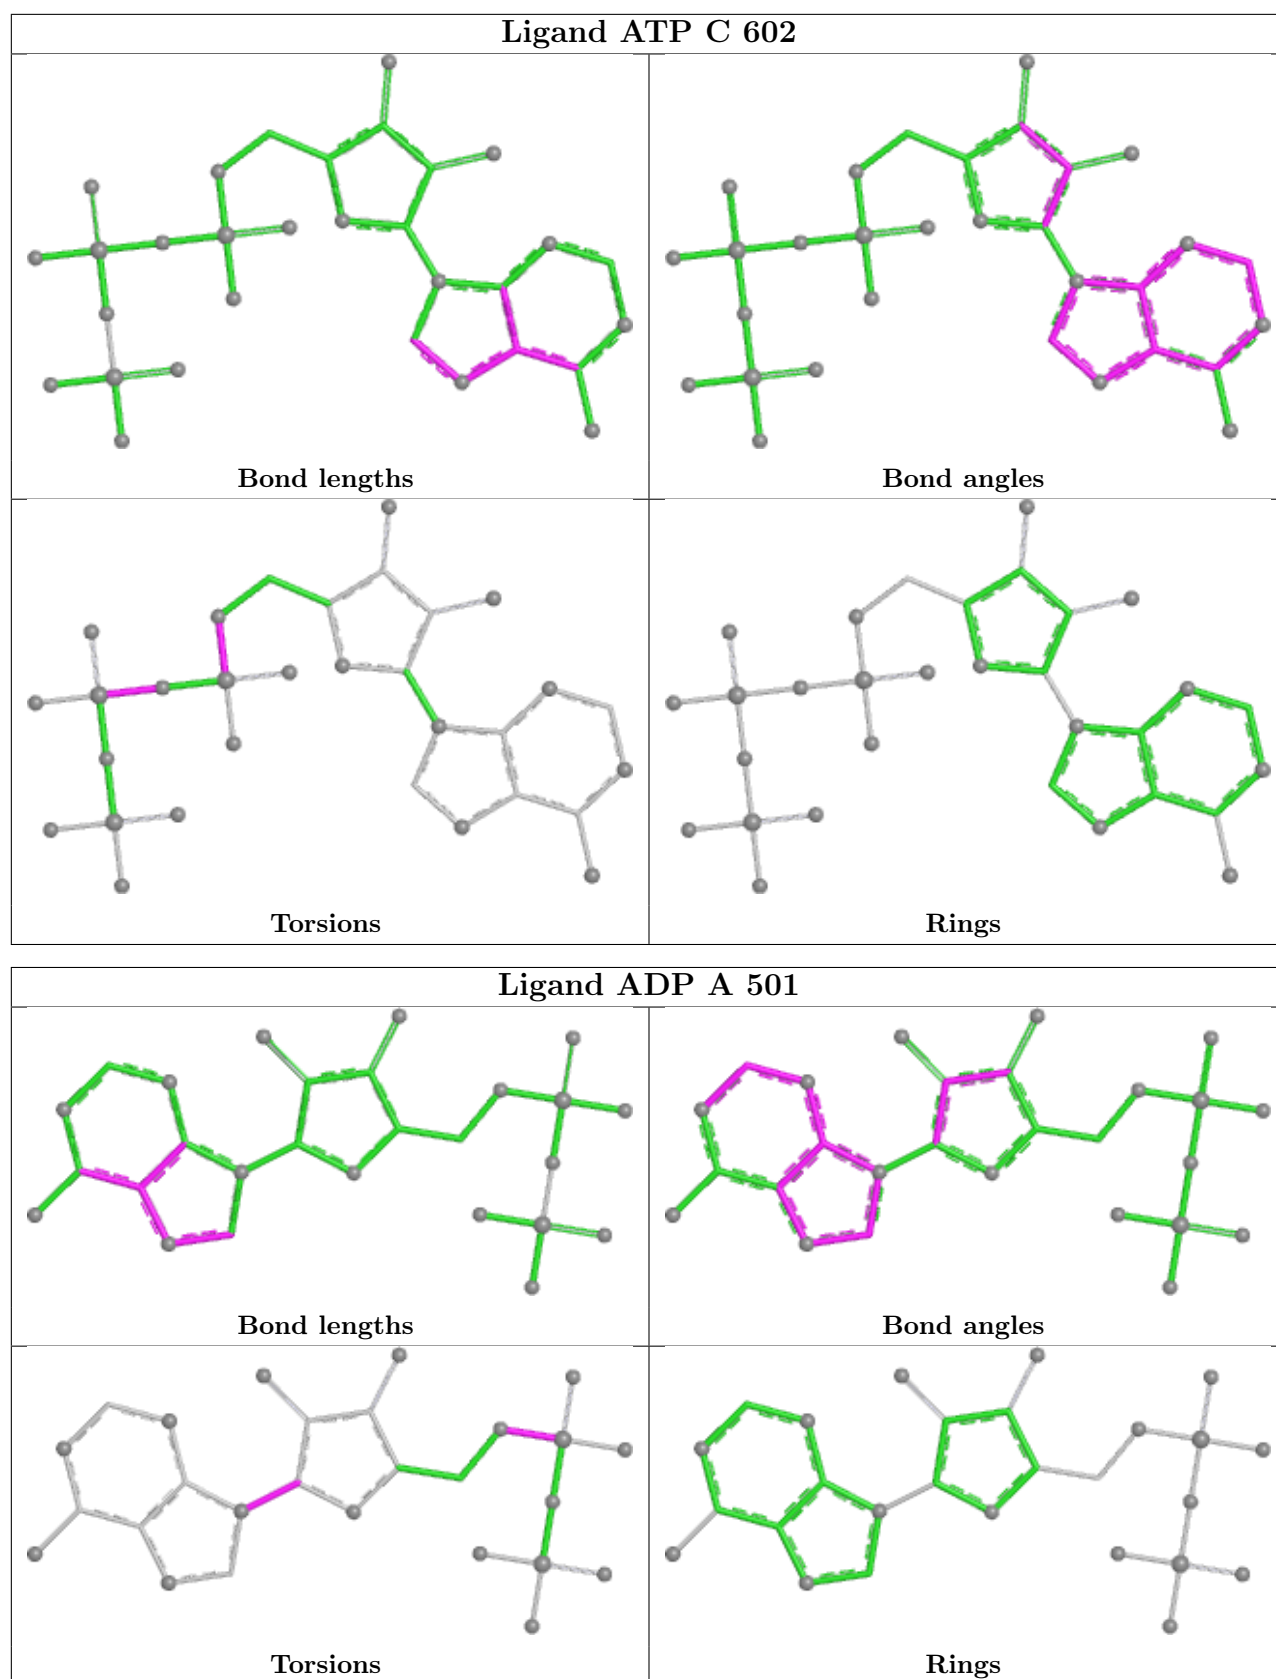 Ligand ATP C 602
Bond lengths
Bond angles
Torsions
Rings
Ligand ADP A 501
Bond lengths
Bond angles
Torsions
Rings